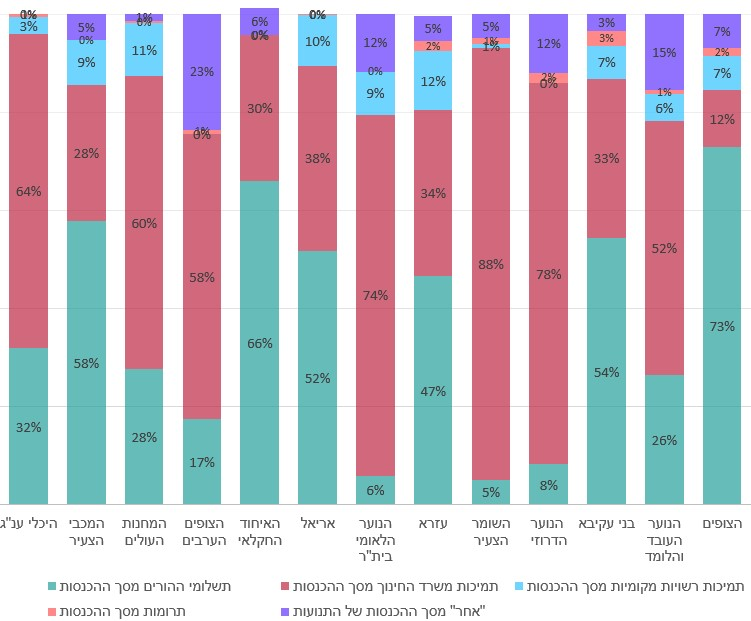 7%
2%
7%
12%
73%
15%
1%
6%
52%
26%
3%
3%
7%
33%
54%
12%
2%
0%
78%
8%
5%
1%
1%
88%
5%
5%
2%
12%
34%
47%
12%
0%
9%
74%
6%
0%
10%
38%
52%
6%
0%
30%
66%
23%
1%
0%
58%
17%
1%
0%
11%
60%
28%
5%
0%
9%
28%
58%
3%
64%
32%
הצופים
הנוער
העובד
והלומד
בני עקיבא
הנוער
הדרוזי
השומר
הצעיר
עזרא
הנוער
הלאומי
בית"ר
אריאל
האיחוד
החקלאי
הצופים
הערבים
המחנות
העולים
המכבי
הצעיר
היכלי ענ"ג
תמיכות רשויות מקומיות מסך ההכנסות
תמיכות משרד החינוך מסך ההכנסות
תשלומי ההורים מסך ההכנסות
"אחר" מסך ההכנסות של התנועות
תרומות מסך ההכנסות